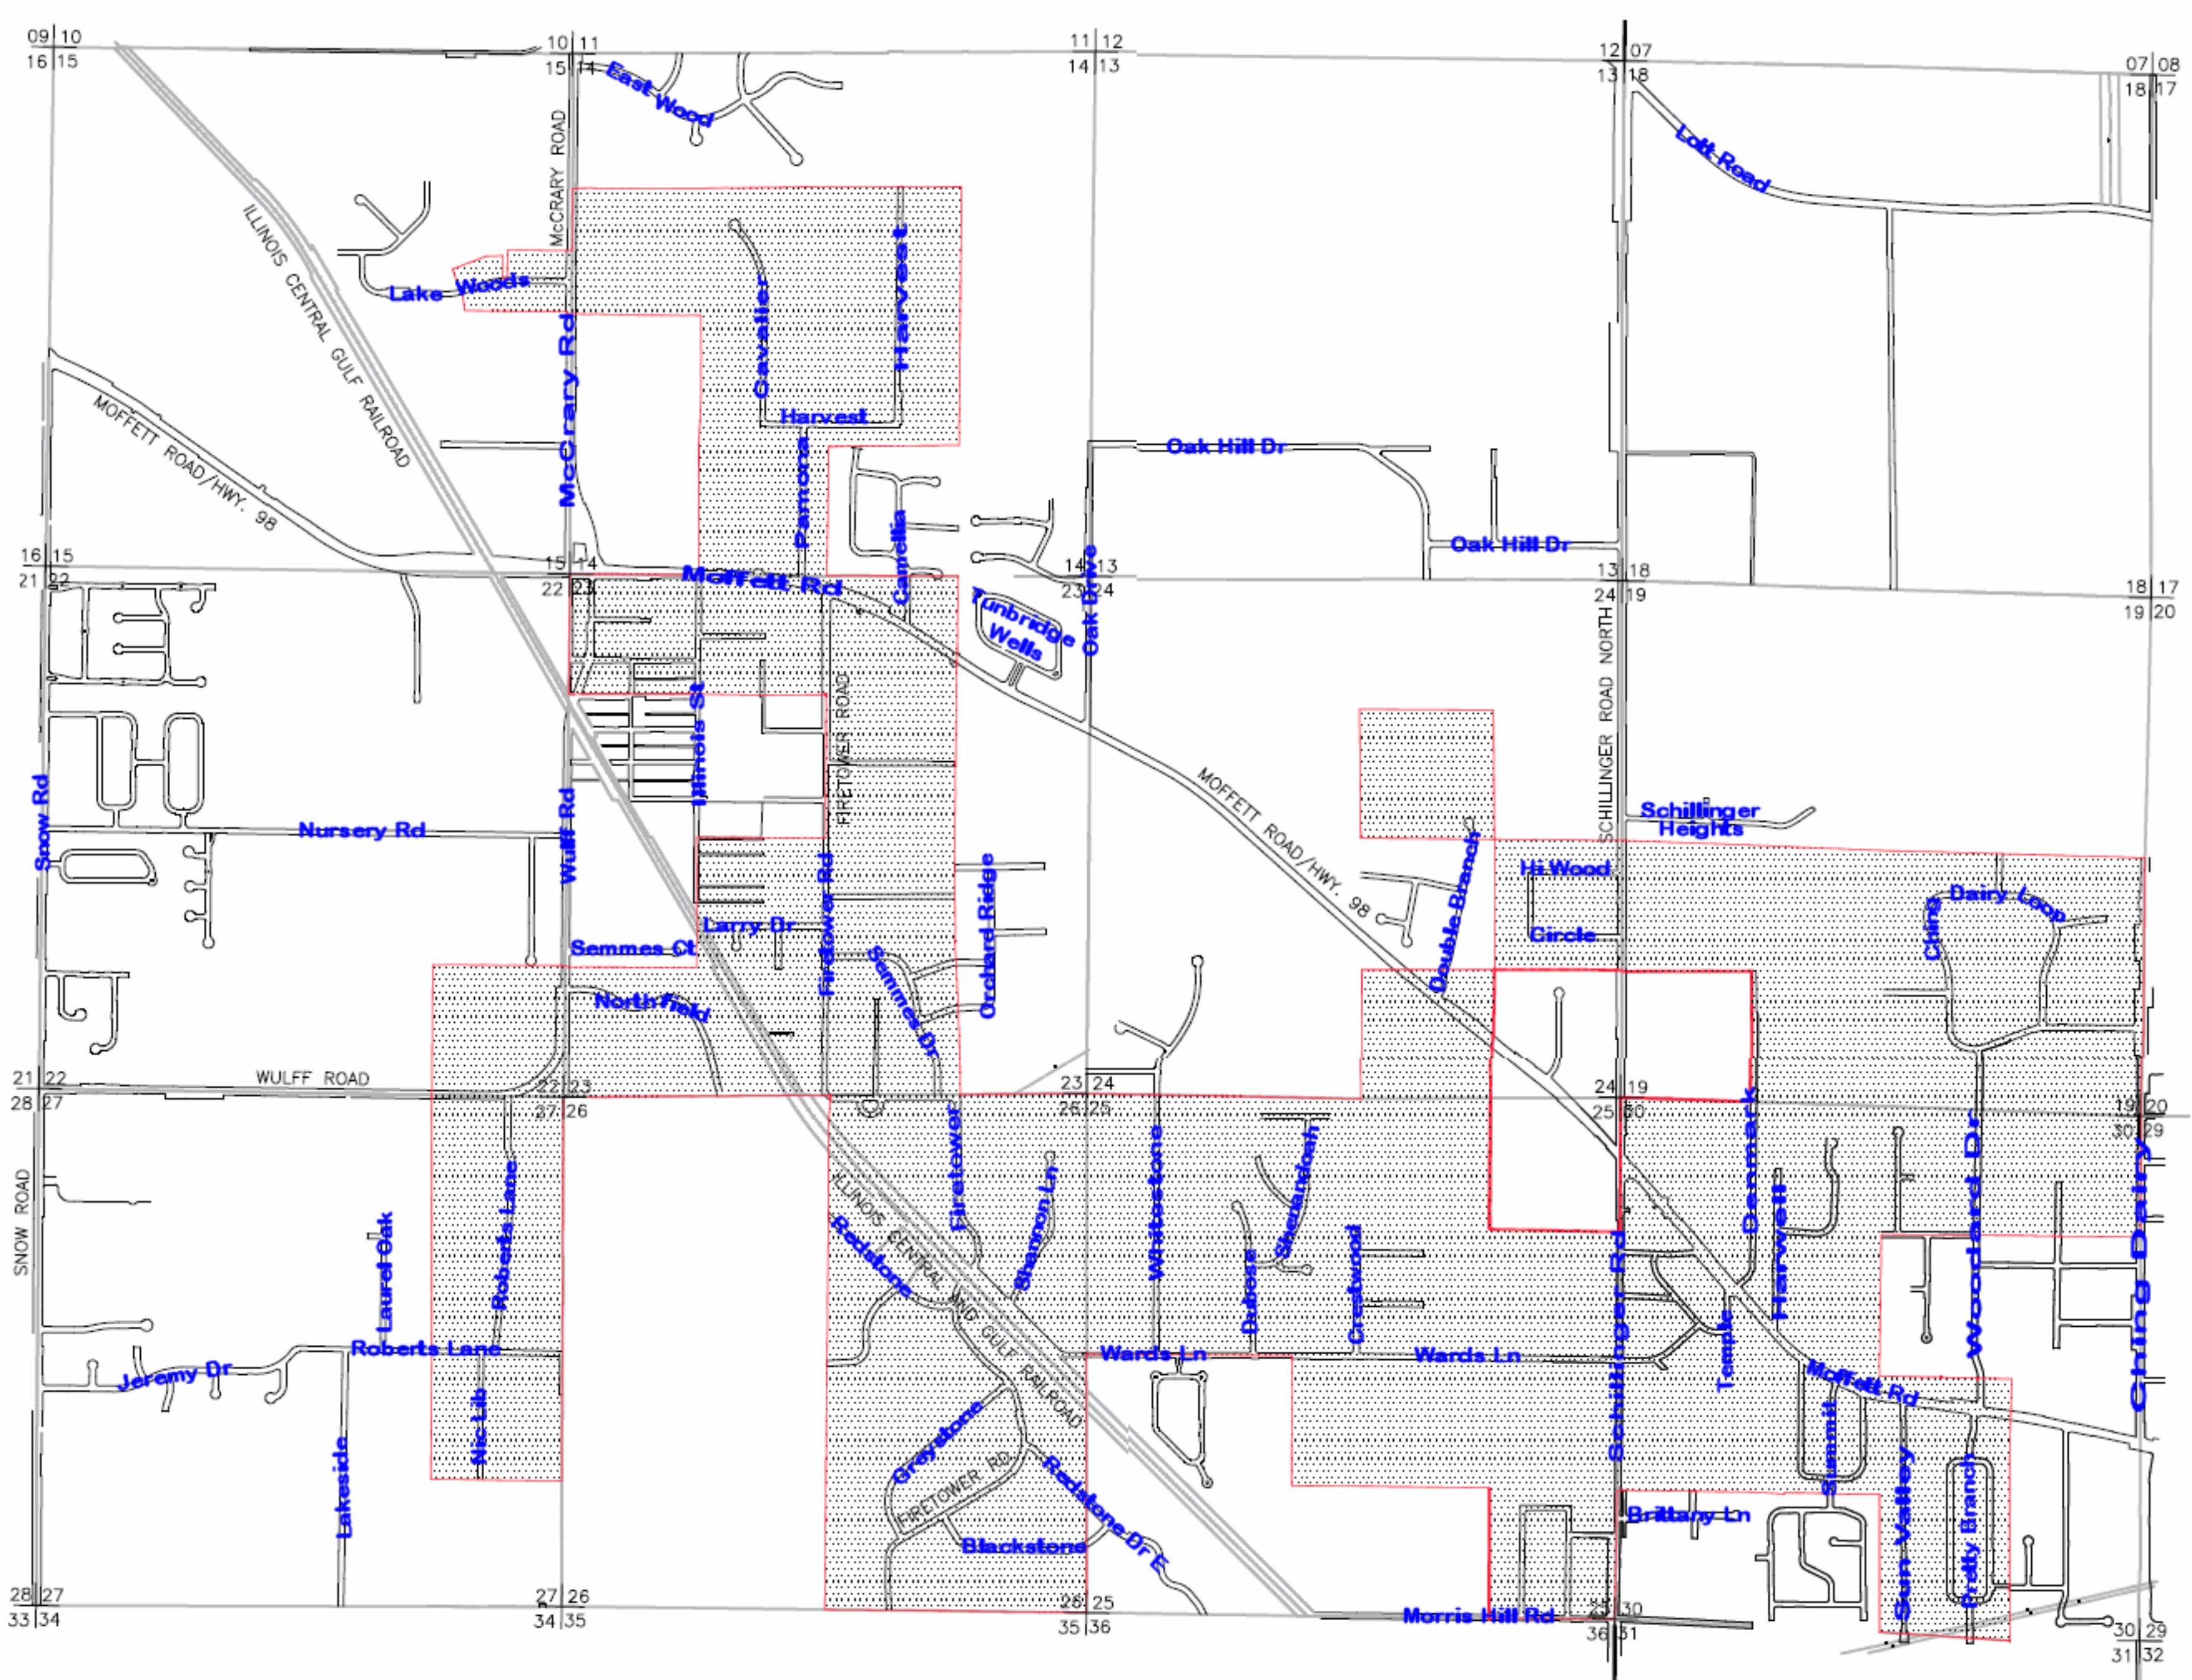 09 10
16 15
10 11
15 14
11 12
14 13
12 07
13 18
07 08
18 17
East Wood
McCRARY ROAD
Lott Road
ILLINOIS CENTRAL GULF RAILROAD
Lake Woods
McCrary Rd
Cavalier
Harvest
Harvest
Pamona
Camellia
MOFFETT ROAD/HWY. 98
Oak Hill Dr
Oak Hill Dr
16 15
21 22
15 14
22 23
Moffett Rd
14 13
23 24
13 18
24 19
18 17
19 20
Tunbridge
Wells
Oak Drive
SCHILLINGER ROAD NORTH
Illinois St
FIRETOWER ROAD
MOFFETT ROAD/HWY. 98
Snow Rd
Nursery Rd
Wulff Rd
Schillinger
Heights
Double Branch
Hi Wood
Circle
Ching
Dairy Loop
Larry Dr
Semmes Ct
Firetower Rd
Semmes Dr
Orchard Ridge
North Field
WULFF ROAD
21 22
28 27
22 23
27 26
23 24
26 25
24 19
25 30
19 20
30 29
SNOW ROAD
Laurel Oak
Roberts Lane
Roberts Lane
Jeremy Dr
Lakeside
Nic Lib
Redstone
ILLINOIS CENTRAL AND GULF RAILROAD
Firetower
Shannon Ln
Whitestone
Shenandoah
Dubose
Crestwood
Wards Ln
Wards Ln
Schillinger Rd
Denmark
Harwell
Temple
Woodard Dr
Ching Dairy
Moffett Rd
Summit
Sun Valley
Pretty Branch
Brittany Ln
Greystone
FIRETOWER RD
Redstone Dr E
Blackstone
Morris Hill Rd
28 27
33 34
27 26
34 35
26 25
35 36
25 30
36 31
30 29
31 32